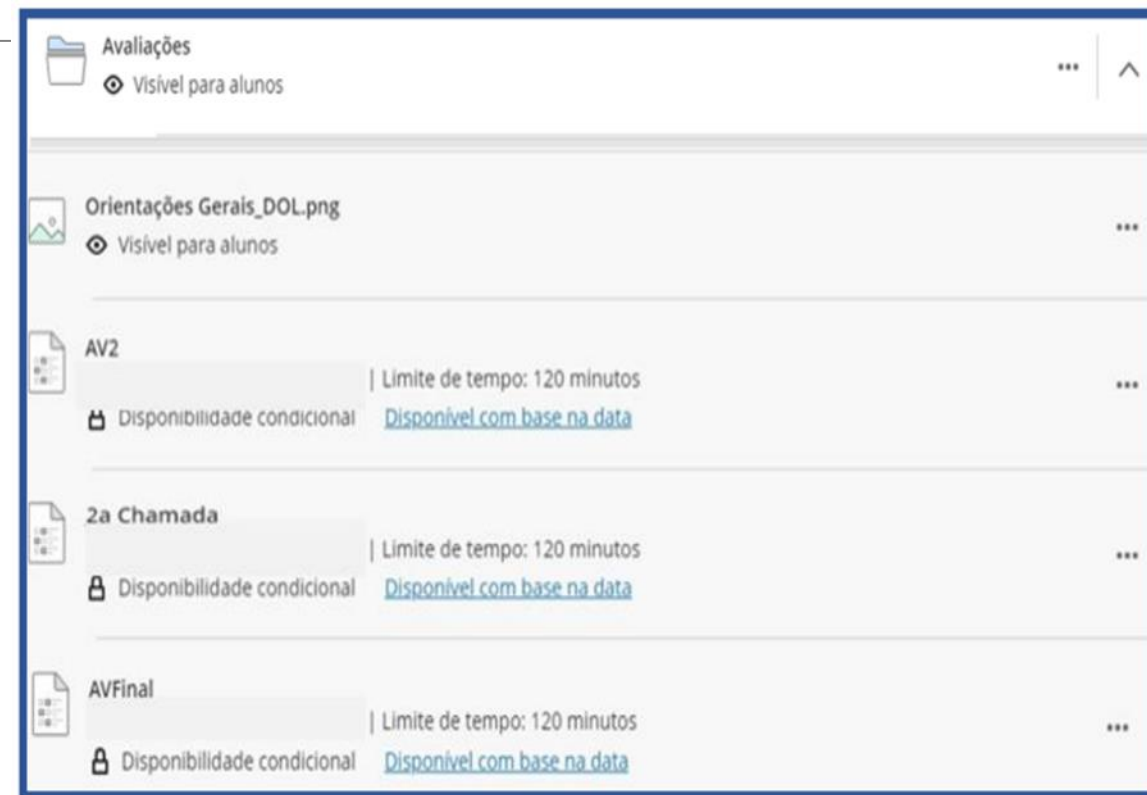 Avaliações
Visível para alunos
Orientações Gerais_DOL.png
Visível para alunos
AV2
| Limite de tempo: 120 minutos
Disponibilidade condicional Disponível com base na data
2a Chamada
| Limite de tempo: 120 minutos
Disponibilidade condicional Disponível com base na data
AVFinal
| Limite de tempo: 120 minutos
Disponibilidade condicional Disponível com base na data